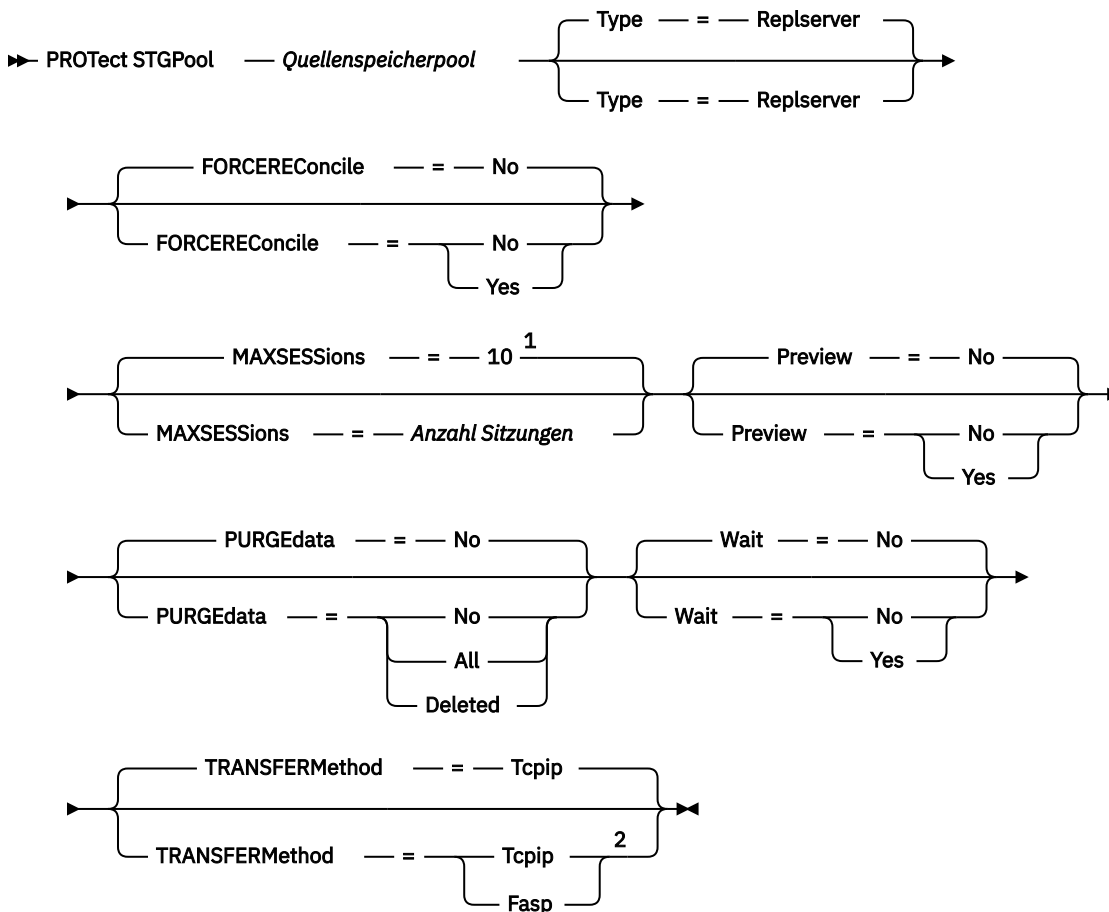 Type = Replserver
PROTect STGPool Quellenspeicherpool
Type = Replserver
FORCEREConcile = No
FORCEREConcile = No
Yes
MAXSESSions = 10 1
Preview = No
MAXSESSions = Anzahl Sitzungen
Preview = No
Yes
PURGEdata = No
Wait = No
PURGEdata = No
All
Deleted
Wait = No
Yes
TRANSFERMethod = Tcpip
TRANSFERMethod = Tcpip 2
Fasp